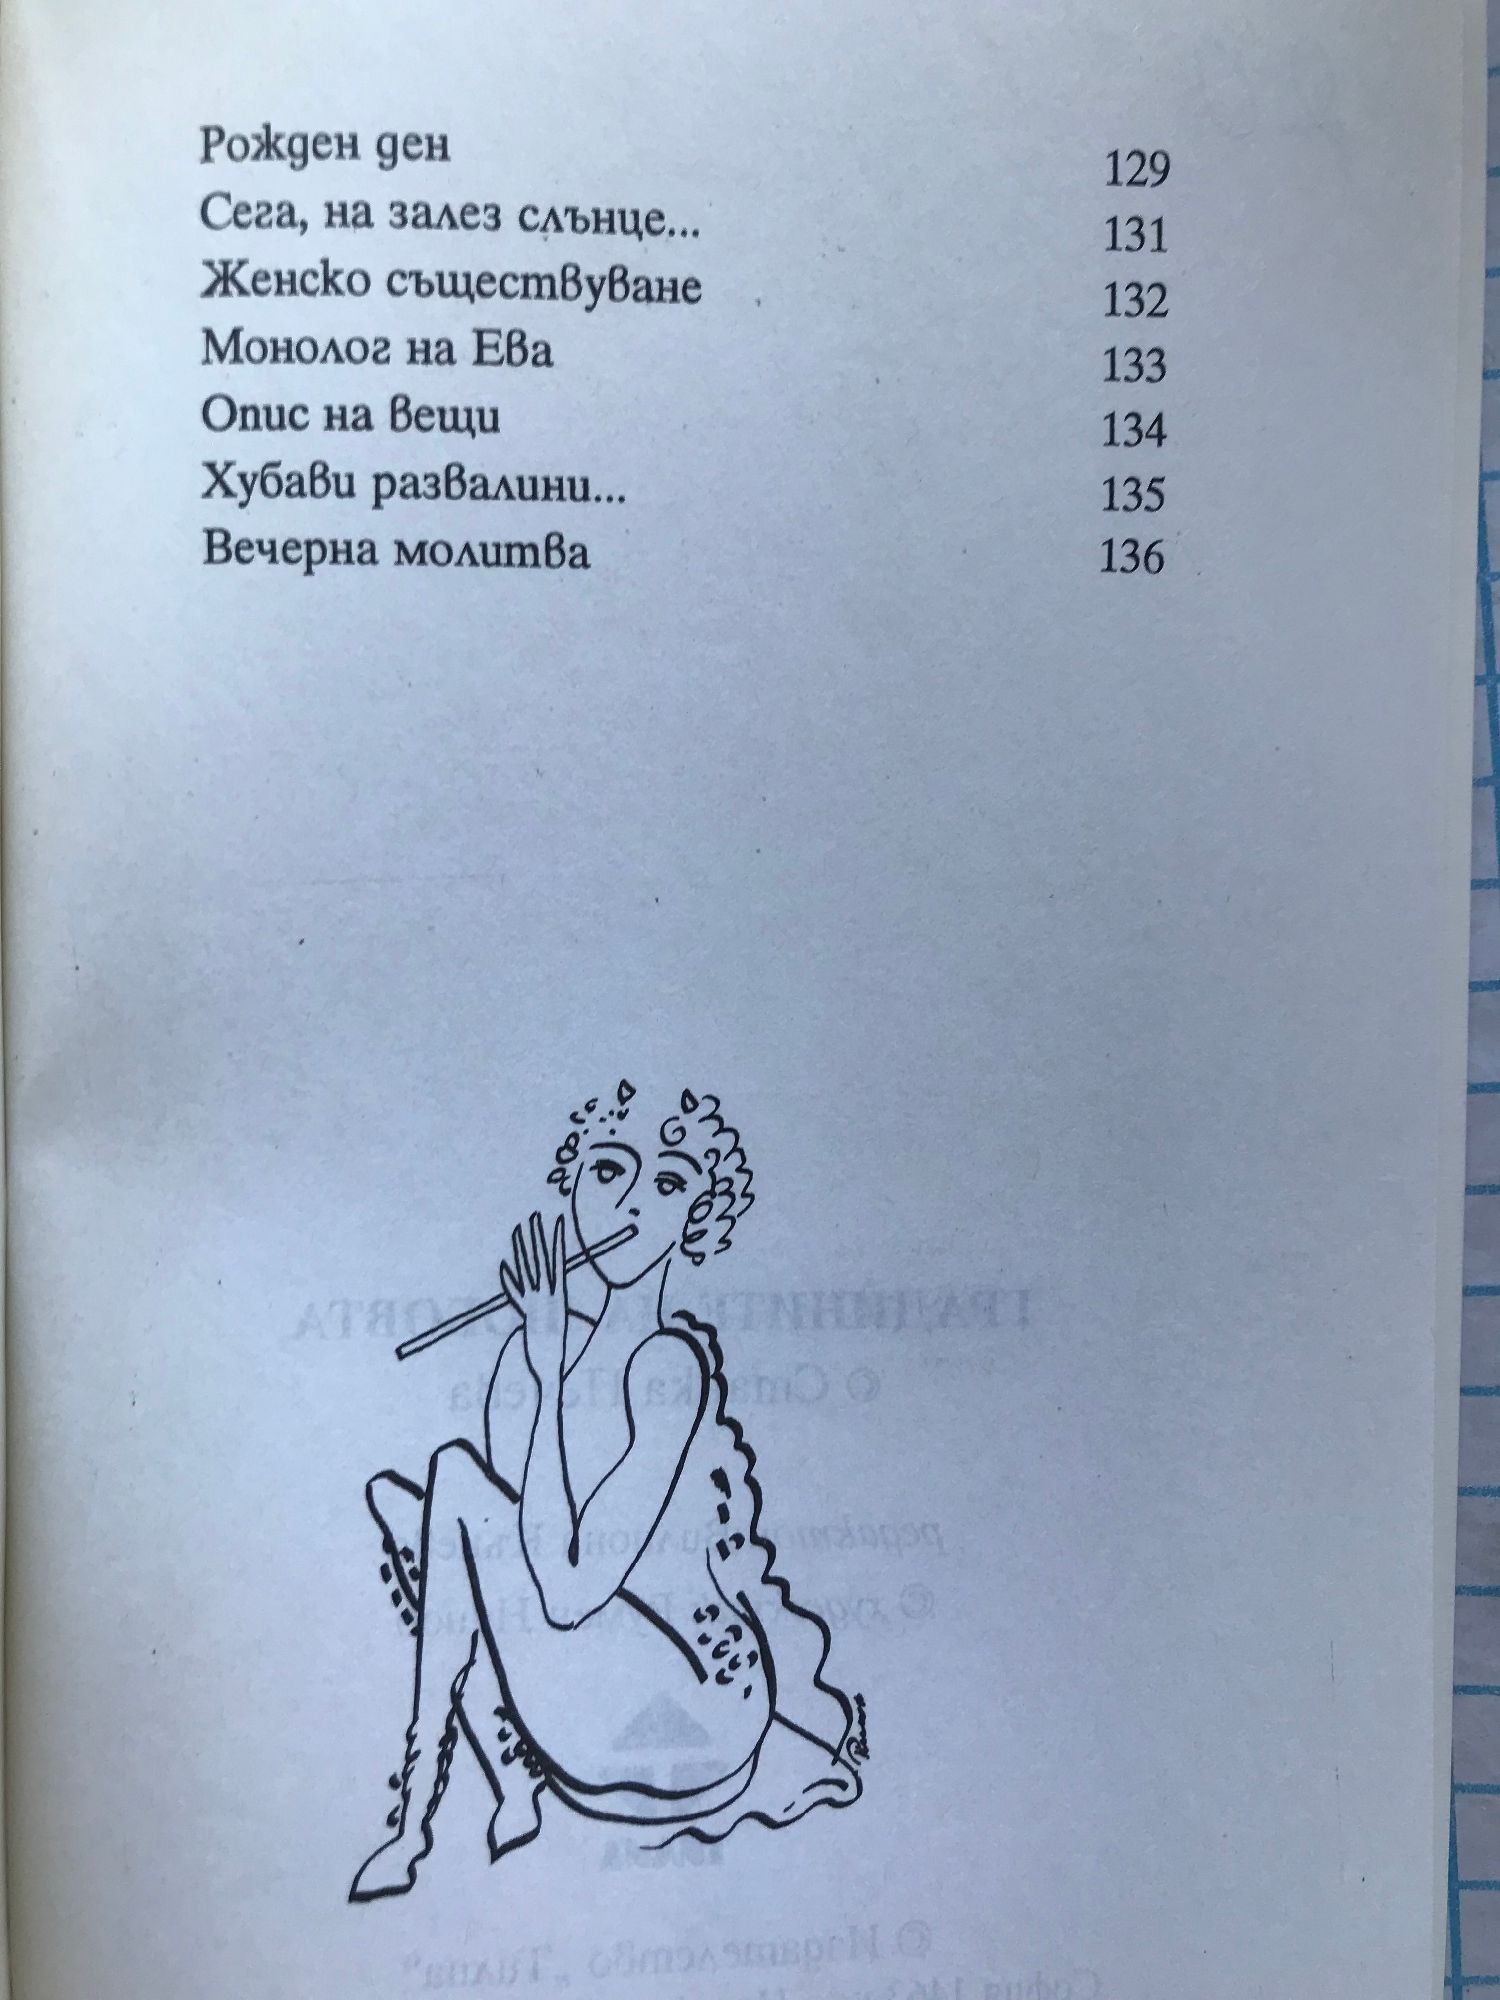 Рожден ден 129
Сега, на залез слънце... 131
Женско съществуване 132
Монолог на Ева 133
Опис на вещи 134
Хубави развалини... 135
Вечерна молитва 136